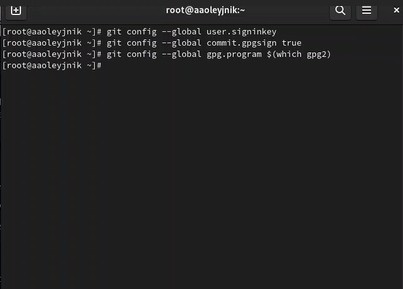 root@aaoleyjnik:~
[root@aaoleyjnik ~]# git config --global user.signinkey
[root@aaoleyjnik ~]# git config --global commit.gpgsign true
[root@aaoleyjnik ~]# git config --global gpg.program $(which gpg2)
[root@aaoleyjnik ~]#